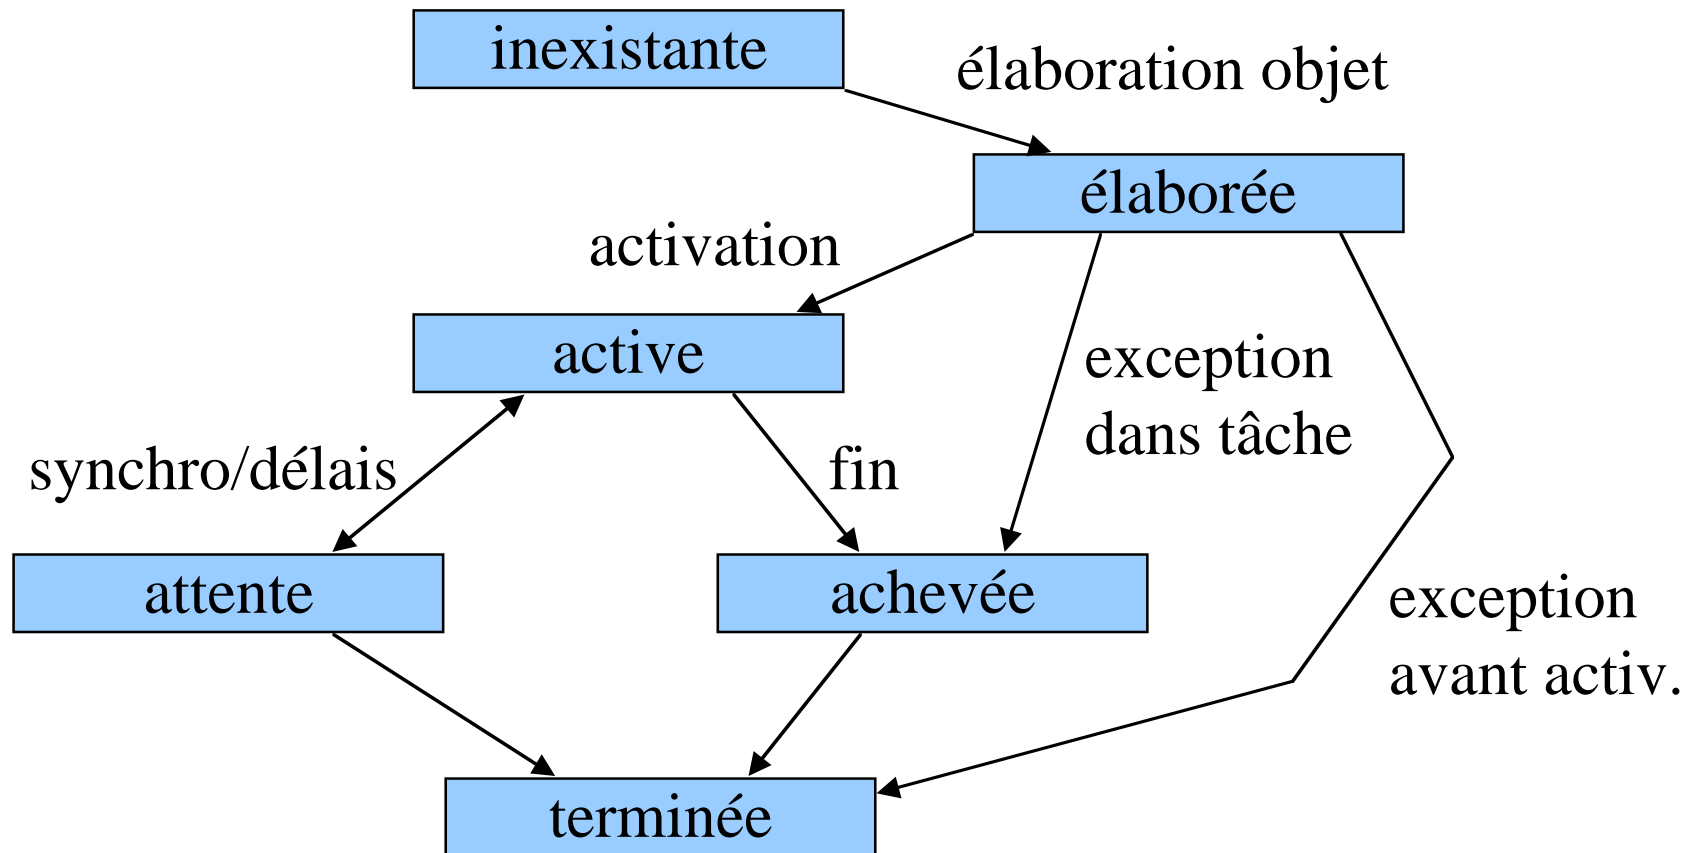 inexistante
élaboration objet
élaborée
activation
active
exception
dans tâche
synchro/délais
fin
attente
achevée
exception
avant activ.
terminée